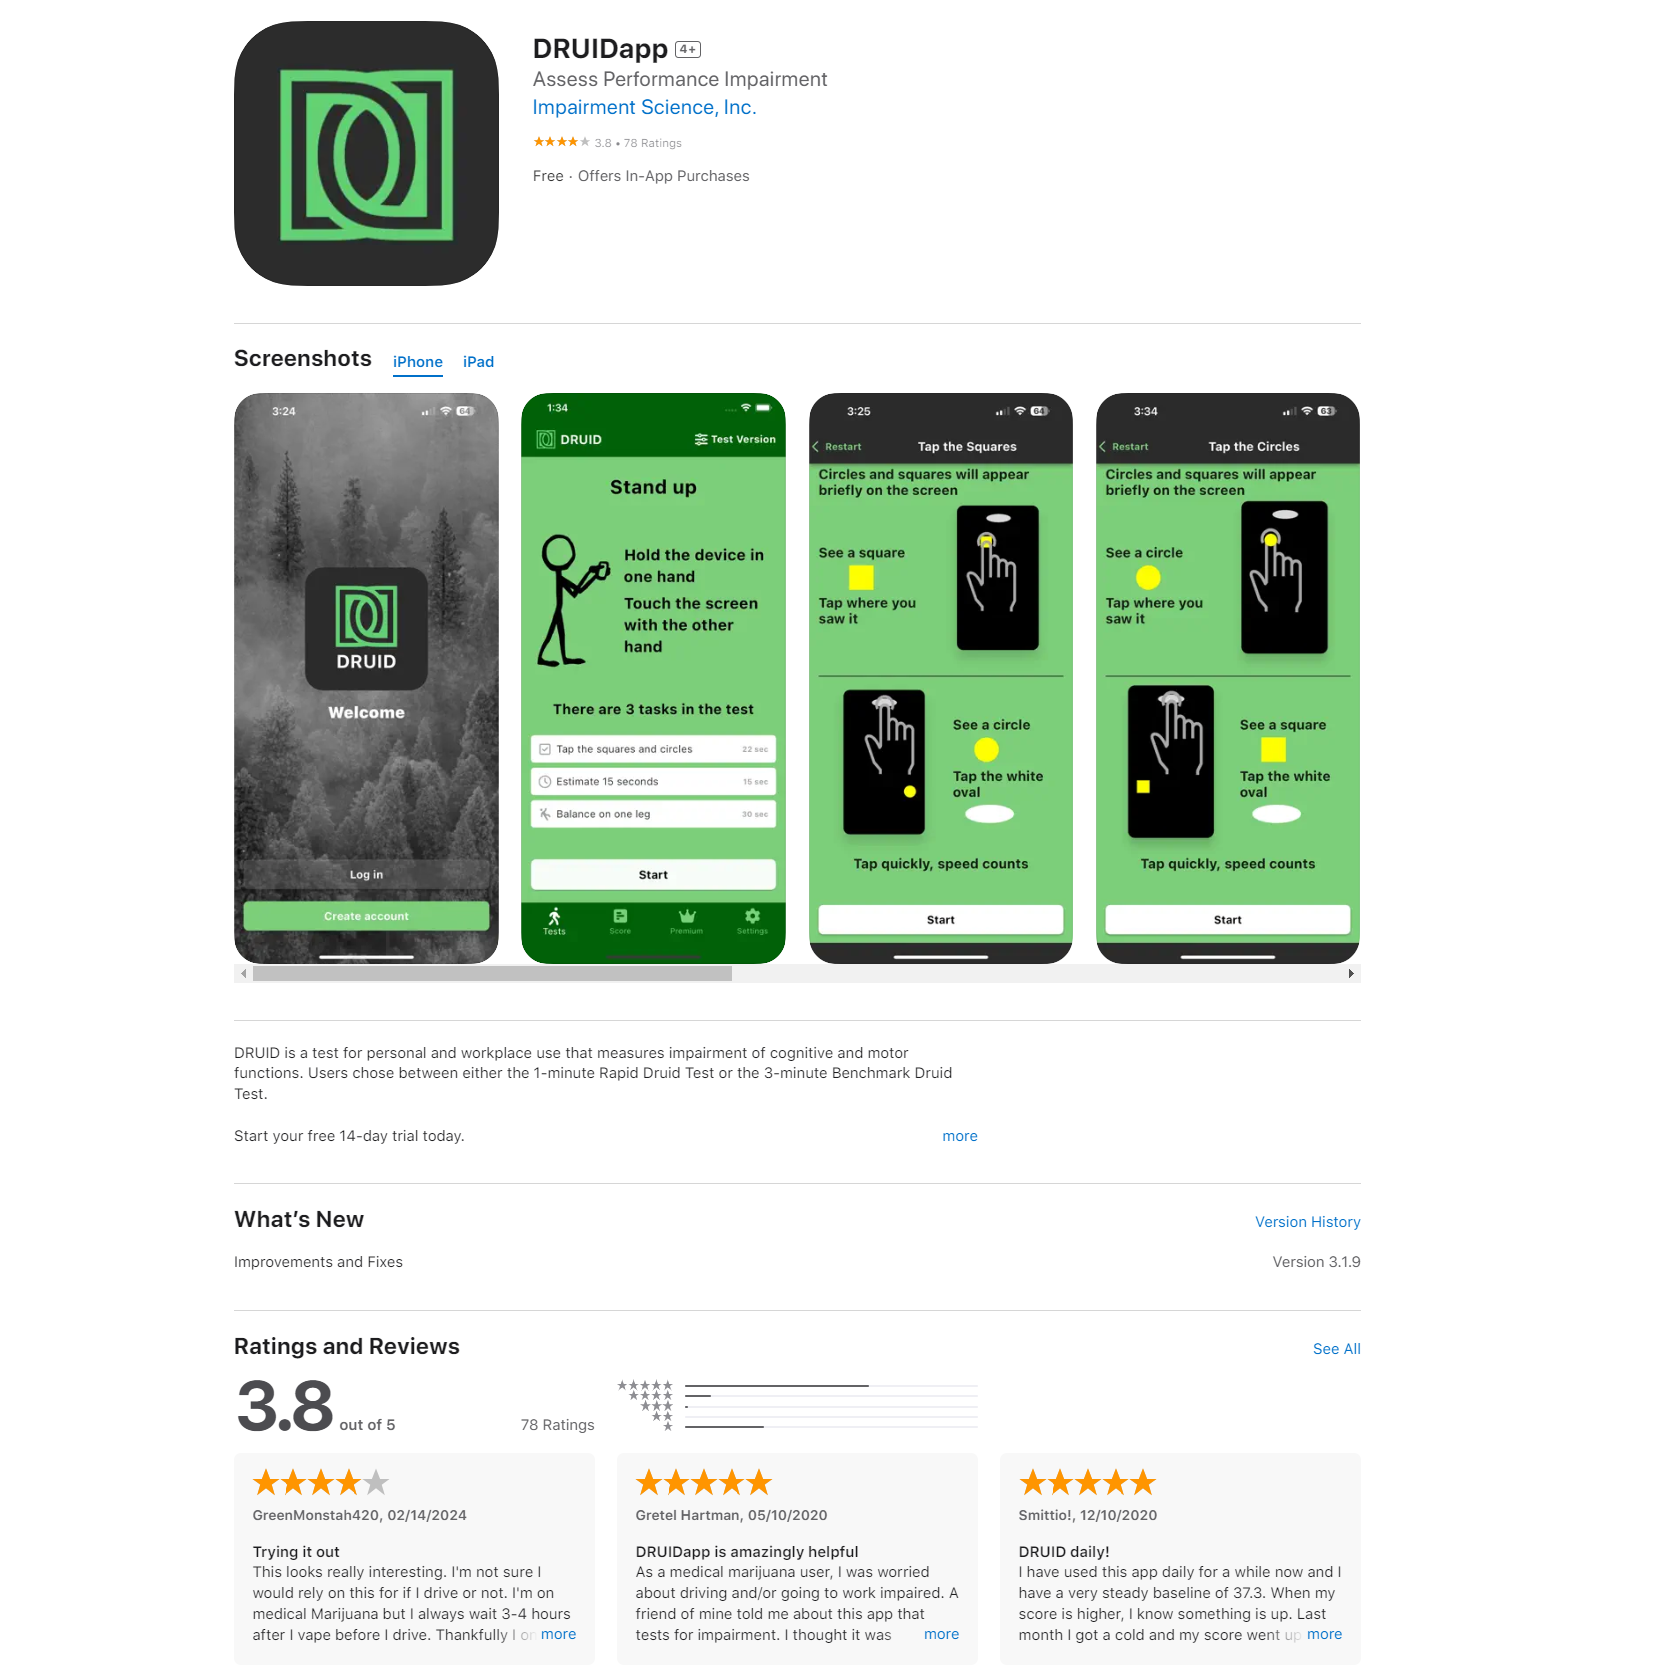 DRUIDapp 4+
Assess Performance Impairment
Impairment Science, Inc.
3.8 • 78 Ratings
Free · Offers In-App Purchases
Screenshots iPhone iPad
3:24 64
DRUID
Welcome
Log in
Create account
1:34
DRUID Test Version
Stand up
Hold the device in
one hand
Touch the screen
with the other
hand
There are 3 tasks in the test
Tap the squares and circles 22 sec
Estimate 15 seconds 15 sec
Balance on one leg 30 sec
Start
Tests Score Premium Settings
3:25 64
Restart Tap the Squares
Circles and squares will appear
briefly on the screen
See a square
Tap where you
saw it
See a circle
Tap the white
oval
Tap quickly, speed counts
Start
3:34 63
Restart Tap the Circles
Circles and squares will appear
briefly on the screen
See a circle
Tap where you
saw it
See a square
Tap the white
oval
Tap quickly, speed counts
Start
DRUID is a test for personal and workplace use that measures impairment of cognitive and motor
functions. Users chose between either the 1-minute Rapid Druid Test or the 3-minute Benchmark Druid
Test.
Start your free 14-day trial today. more
What’s New Version History
Improvements and Fixes Version 3.1.9
Ratings and Reviews See All
3.8 out of 5 78 Ratings
GreenMonstah420, 02/14/2024
Trying it out
This looks really interesting. I'm not sure I
would rely on this for if I drive or not. I'm on
medical Marijuana but I always wait 3-4 hours
after I vape before I drive. Thankfully I on more
Gretel Hartman, 05/10/2020
DRUIDapp is amazingly helpful
As a medical marijuana user, I was worried
about driving and/or going to work impaired. A
friend of mine told me about this app that
tests for impairment. I thought it was more
Smittio!, 12/10/2020
DRUID daily!
I have used this app daily for a while now and I
have a very steady baseline of 37.3. When my
score is higher, I know something is up. Last
month I got a cold and my score went up more